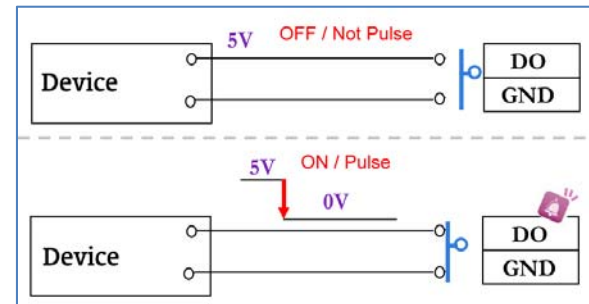 5V OFF / Not Pulse
Device
DO
GND
5V ON / Pulse
0V
Device
DO
GND